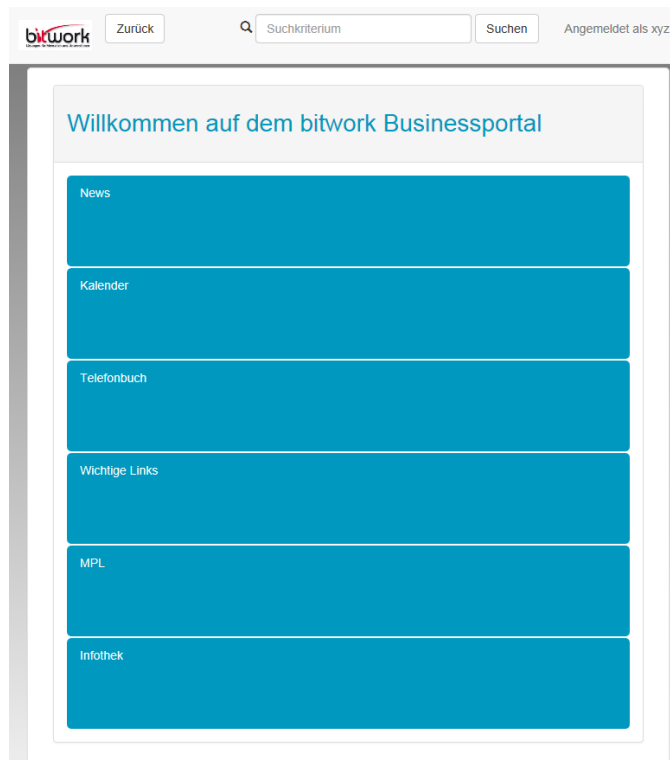 bitwork
Zurück
Suchkriterium
Suchen
Angemeldet als xyz
Willkommen auf dem bitwork Businessportal
News
Kalender
Telefonbuch
Wichtige Links
MPL
Infothek